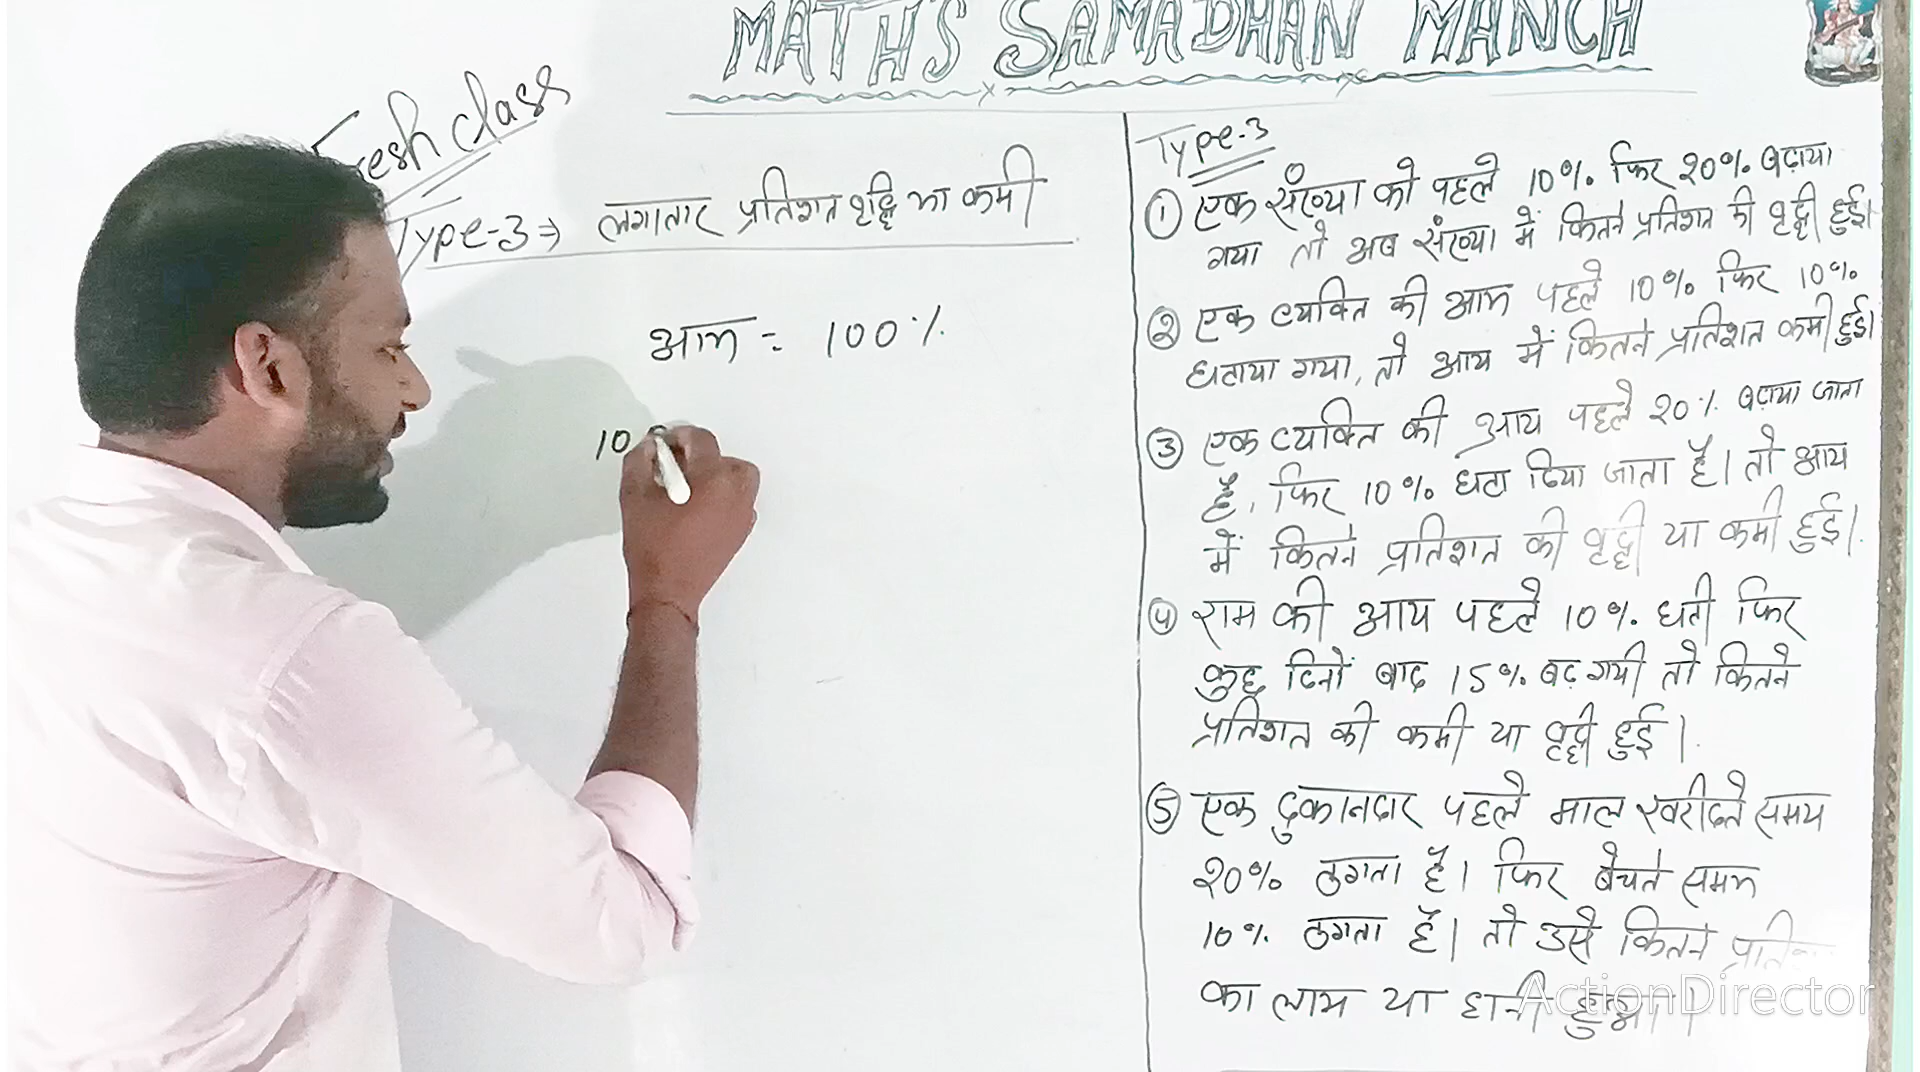 MATH'S SAMADHAN MANCH
Fresh class
Type-3 ⇒ लगातार प्रतिशत वृद्धि या कमी
आय = 100%
10
Type-3
① एक संख्या को पहले 10% फिर 20% बढ़ाया
गया तो अब संख्या में कितने प्रतिशत की वृद्धी हुई।
② एक व्यक्ति की आय पहले 10% फिर 10%
घटाया गया, तो आय में कितने प्रतिशत कमी हुई।
③ एक व्यक्ति की आय पहले 20% बढ़ाया जाता
है, फिर 10% घटा दिया जाता है। तो आय
में कितने प्रतिशत की वृद्धी या कमी हुई।
④ राम की आय पहले 10% घटी फिर
कुछ दिनों बाद 15% बढ़ गयी तो कितने
प्रतिशत की कमी या वृद्धी हुई।
⑤ एक दुकानदार पहले माल खरीदते समय
20% ठगता है। फिर बेचते समय
10% ठगता है। तो उसे कितने
का लाभ या हानी हुआ।
ActionDirector